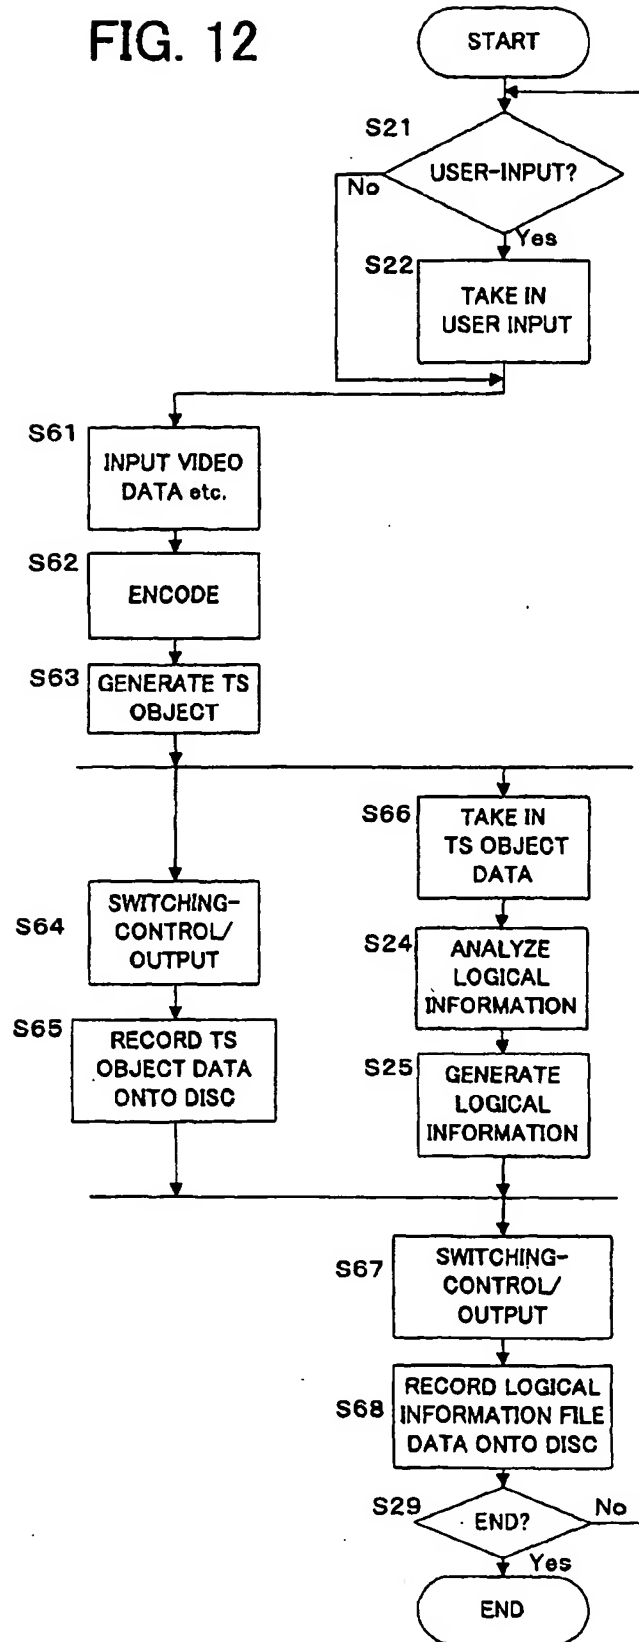 FIG. 12
START
S21
USER-INPUT?
No
Yes
S22
TAKE IN
USER INPUT
S61
INPUT VIDEO
DATA etc.
S62
ENCODE
S63
GENERATE TS
OBJECT
S66
TAKE IN
TS OBJECT
DATA
S64
SWITCHING-
CONTROL/
OUTPUT
S24
ANALYZE
LOGICAL
INFORMATION
S65
RECORD TS
OBJECT DATA
ONTO DISC
S25
GENERATE
LOGICAL
INFORMATION
S67
SWITCHING-
CONTROL/
OUTPUT
S68
RECORD LOGICAL
INFORMATION FILE
DATA ONTO DISC
S29
END?
No
Yes
END